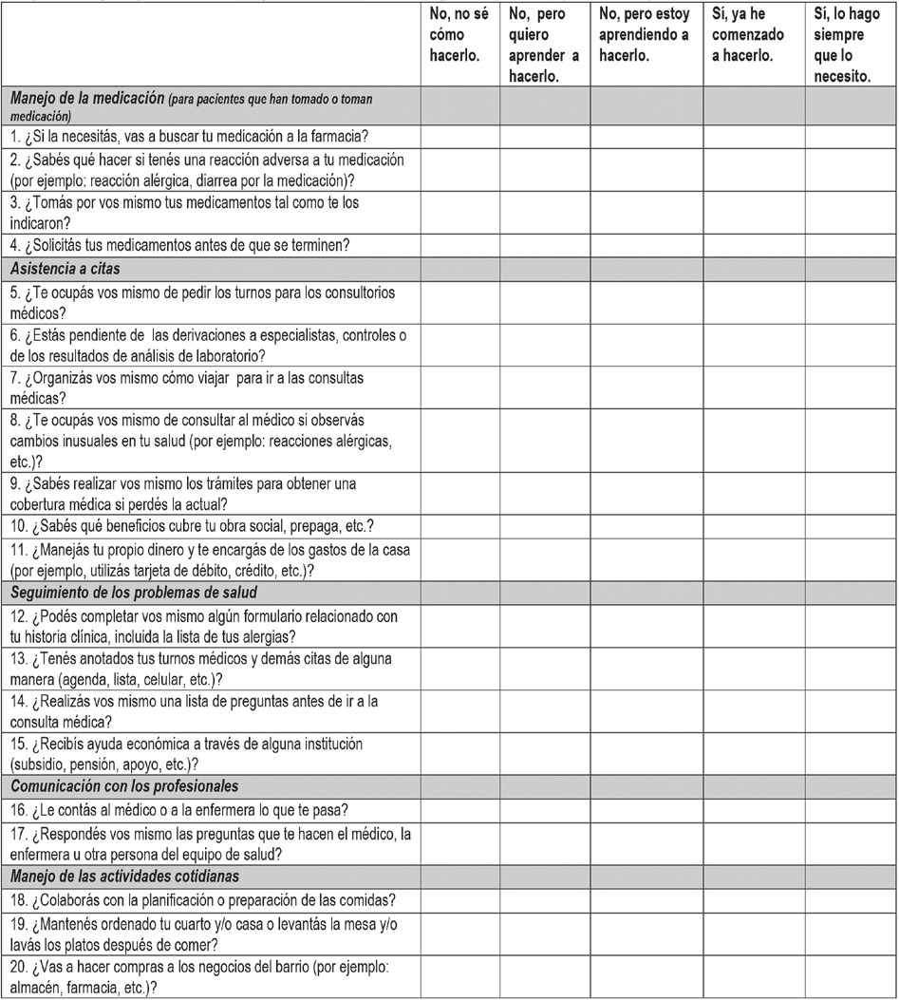 No, no sé
cómo
hacerlo.
No, pero
quiero
aprender a
hacerlo.
No, pero estoy
aprendiendo a
hacerlo.
Sí, ya he
comenzado
a hacerlo.
Sí, lo hago
siempre
que lo
necesito.
Manejo de la medicación (para pacientes que han tomado o toman
medicación)
1. ¿Si la necesitás, vas a buscar tu medicación a la farmacia?
2. ¿Sabés qué hacer si tenés una reacción adversa a tu medicación
(por ejemplo: reacción alérgica, diarrea por la medicación)?
3. ¿Tomás por vos mismo tus medicamentos tal como te los
indicaron?
4. ¿Solicitás tus medicamentos antes de que se terminen?
Asistencia a citas
5. ¿Te ocupás vos mismo de pedir los turnos para los consultorios
médicos?
6. ¿Estás pendiente de las derivaciones a especialistas, controles o
de los resultados de análisis de laboratorio?
7. ¿Organizás vos mismo cómo viajar para ir a las consultas
médicas?
8. ¿Te ocupás vos mismo de consultar al médico si observás
cambios inusuales en tu salud (por ejemplo: reacciones alérgicas,
etc.)?
9. ¿Sabés realizar vos mismo los trámites para obtener una
cobertura médica si perdés la actual?
10. ¿Sabés qué beneficios cubre tu obra social, prepaga, etc.?
11. ¿Manejás tu propio dinero y te encargás de los gastos de la casa
(por ejemplo, utilizás tarjeta de débito, crédito, etc.)?
Seguimiento de los problemas de salud
12. ¿Podés completar vos mismo algún formulario relacionado con
tu historia clínica, incluida la lista de tus alergias?
13. ¿Tenés anotados tus turnos médicos y demás citas de alguna
manera (agenda, lista, celular, etc.)?
14. ¿Realizás vos mismo una lista de preguntas antes de ir a la
consulta médica?
15. ¿Recibís ayuda económica a través de alguna institución
(subsidio, pensión, apoyo, etc.)?
Comunicación con los profesionales
16. ¿Le contás al médico o a la enfermera lo que te pasa?
17. ¿Respondés vos mismo las preguntas que te hacen el médico, la
enfermera u otra persona del equipo de salud?
Manejo de las actividades cotidianas
18. ¿Colaborás con la planificación o preparación de las comidas?
19. ¿Mantenés ordenado tu cuarto y/o casa o levantás la mesa y/o
lavás los platos después de comer?
20. ¿Vas a hacer compras a los negocios del barrio (por ejemplo:
almacén, farmacia, etc.)?